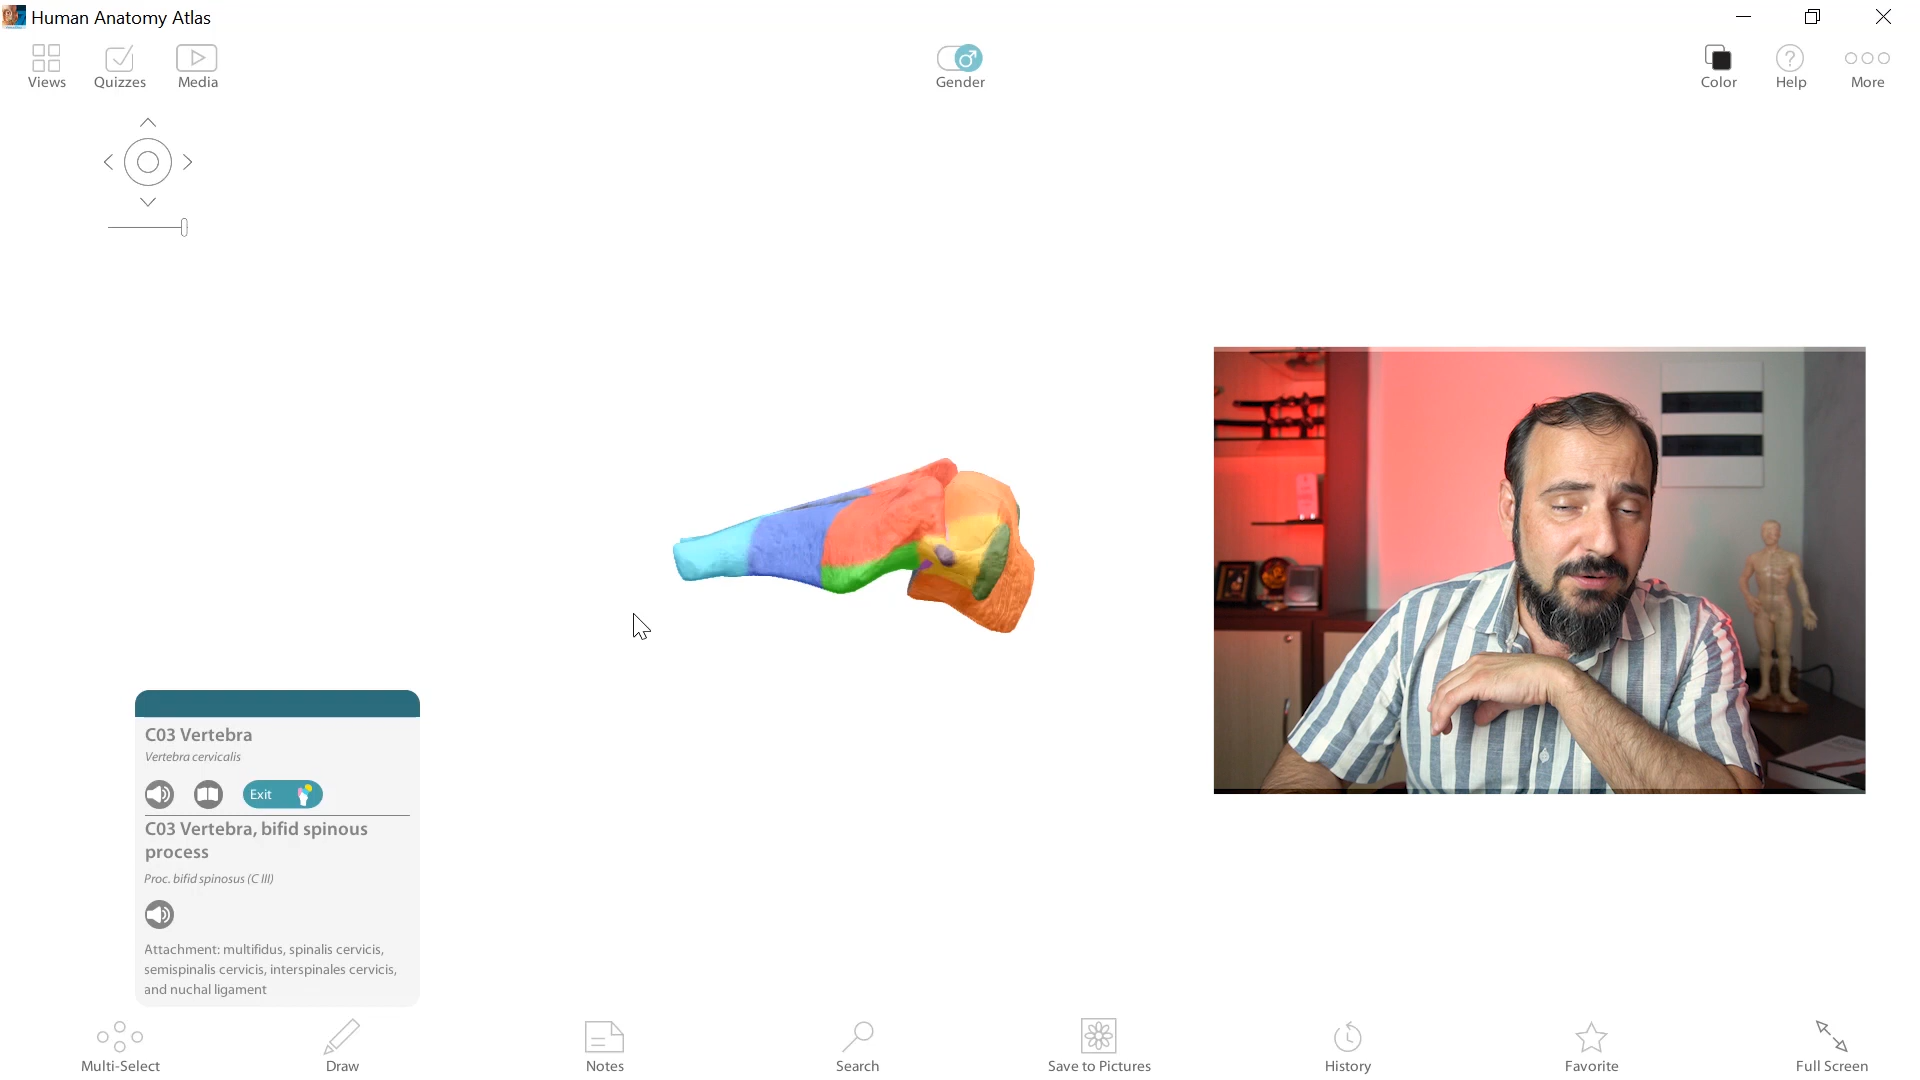 Human Anatomy Atlas
Views
Quizzes
Media
Gender
Color
Help
More
C03 Vertebra
Vertebra cervicalis
Exit
C03 Vertebra, bifid spinous
process
Proc. bifid spinosus (C III)
Attachment: multifidus, spinalis cervicis,
semispinalis cervicis, interspinales cervicis,
and nuchal ligament
Multi-Select
Draw
Notes
Search
Save to Pictures
History
Favorite
Full Screen